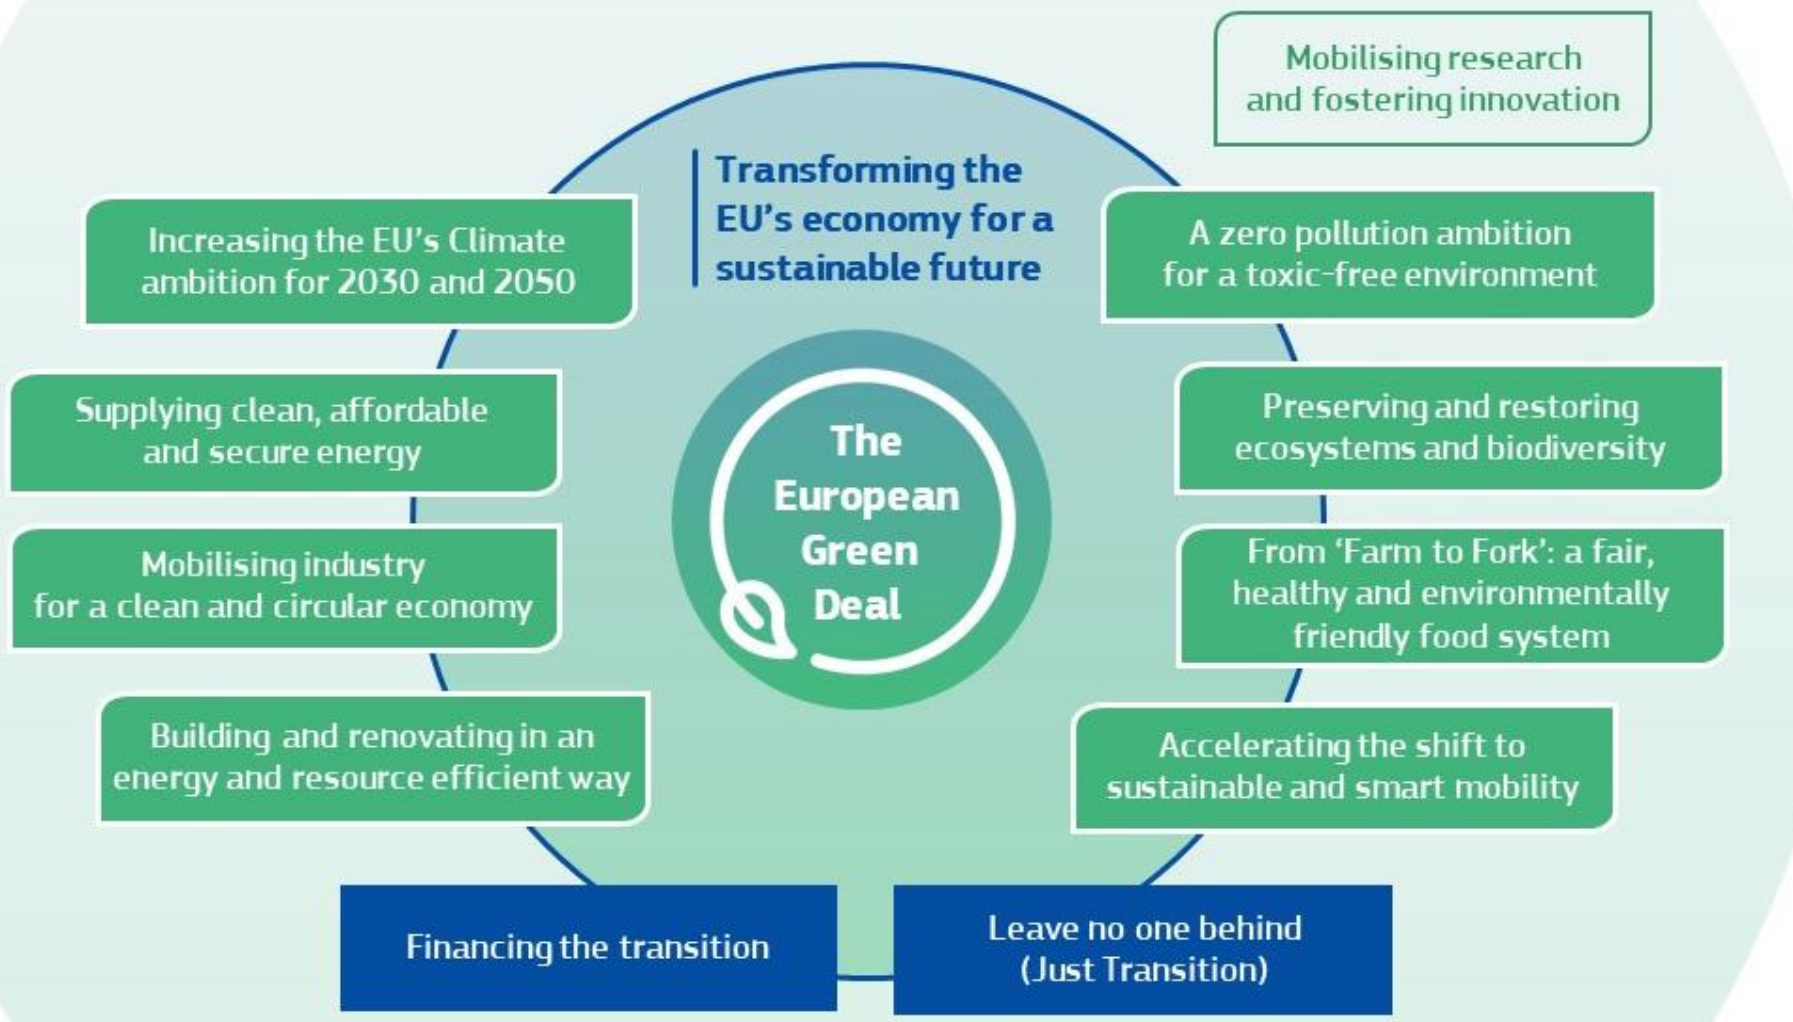 Mobilising research
and fostering innovation
Transforming the
EU's economy for a
sustainable future
Increasing the EU's Climate
ambition for 2030 and 2050
A zero pollution ambition
for a toxic-free environment
Supplying clean, affordable
and secure energy
Preserving and restoring
ecosystems and biodiversity
The
European
Green
Deal
Mobilising industry
for a clean and circular economy
From ‘Farm to Fork’: a fair,
healthy and environmentally
friendly food system
Building and renovating in an
energy and resource efficient way
Accelerating the shift to
sustainable and smart mobility
Financing the transition
Leave no one behind
(Just Transition)